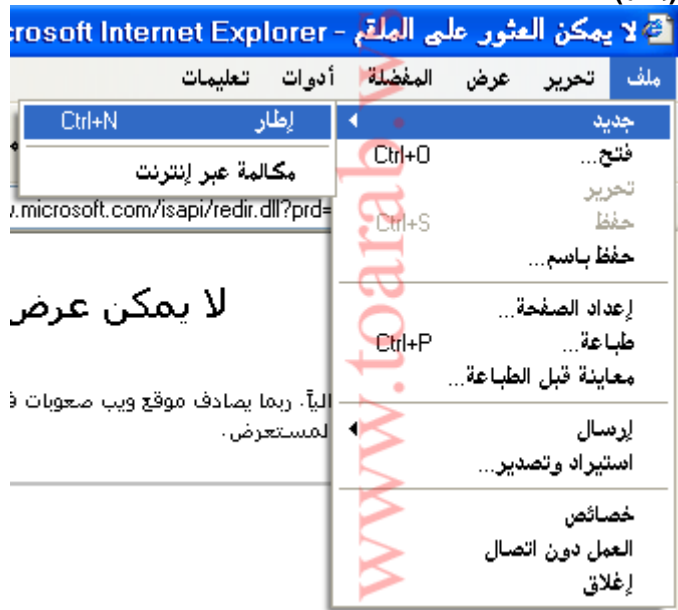 لا يمكن العثور على الملقم - crosoft Internet Explorer
ملف تحرير عرض المفضلة أدوات تعليمات
جديد
إطار Ctrl+N
مكالمة عبر إنترنت
فتح... Ctrl+O
تحرير
حفظ Ctrl+S
حفظ باسم...
إعداد الصفحة...
طباعة... Ctrl+P
معاينة قبل الطباعة...
إرسال
استيراد وتصدير...
خصائص
العمل دون اتصال
إغلاق
.microsoft.com/isapi/redir.dll?prd=
لا يمكن عرض
الياً. ربما يصادف موقع ويب صعوبات
لمستعرض.
www.toarab.ws